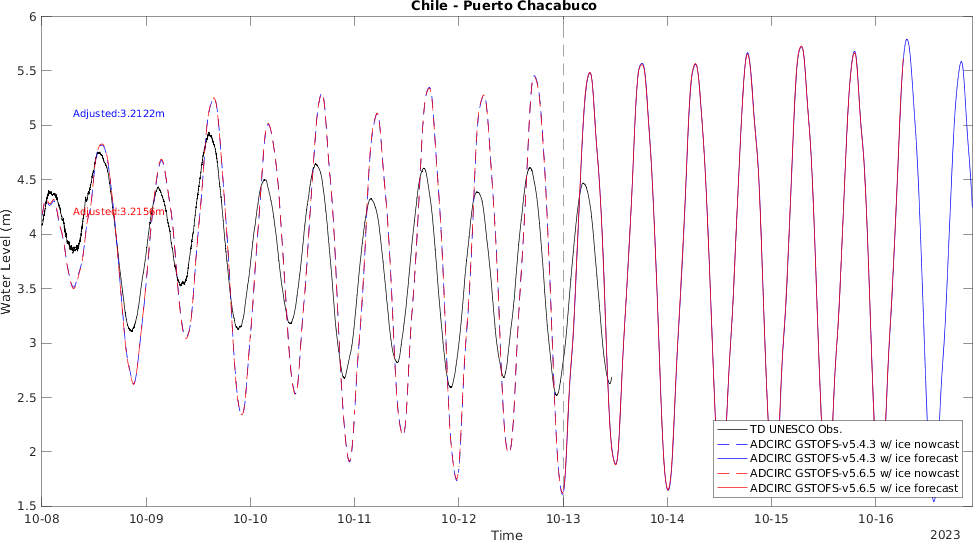 Chile - Puerto Chacabuco
6
5.5
5
4.5
4
3.5
3
2.5
2
1.5
Water Level (m)
Adjusted:3.2122m
Adjusted:3.2156m
TD UNESCO Obs.
ADCIRC GSTOFS-v5.4.3 w/ ice nowcast
ADCIRC GSTOFS-v5.4.3 w/ ice forecast
ADCIRC GSTOFS-v5.6.5 w/ ice nowcast
ADCIRC GSTOFS-v5.6.5 w/ ice forecast
10-08 10-09 10-10 10-11 10-12 10-13 10-14 10-15 10-16
Time
2023